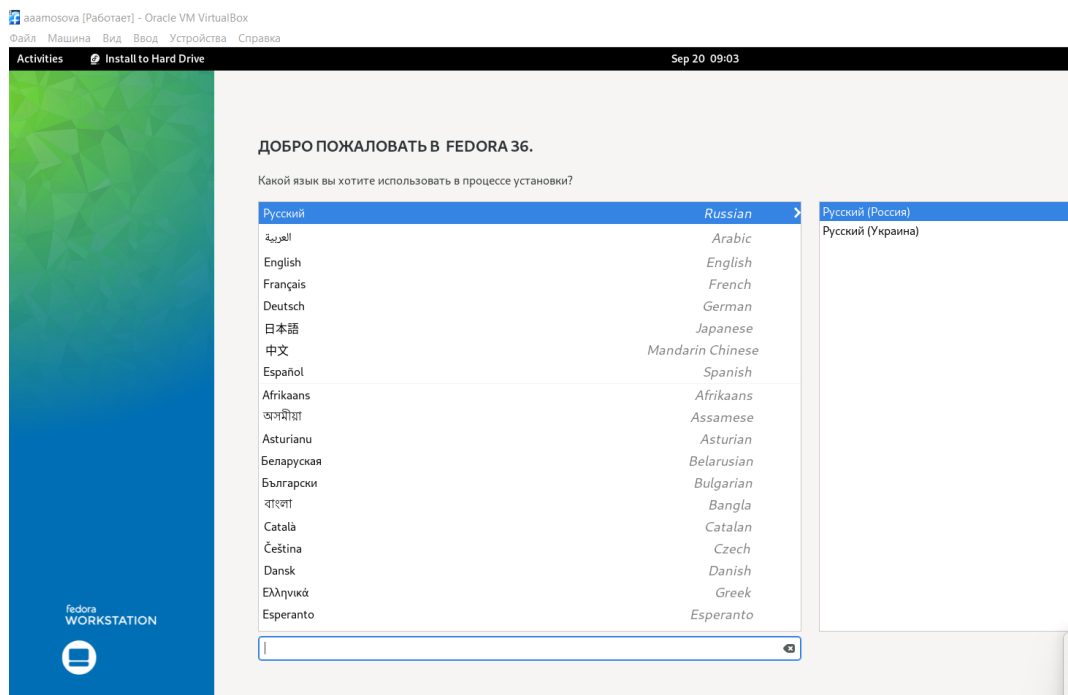 aaamosova [Работает] - Oracle VM VirtualBox
Файл Машина Вид Ввод Устройства Справка
Activities Install to Hard Drive Sep 20 09:03
ДОБРО ПОЖАЛОВАТЬ В FEDORA 36.
Какой язык вы хотите использовать в процессе установки?
Русский Russian Русский (Россия)
العربية Arabic Русский (Украина)
English English
Français French
Deutsch German
日本語 Japanese
中文 Mandarin Chinese
Español Spanish
Afrikaans Afrikaans
অসমীয়া Assamese
Asturianu Asturian
Беларуская Belarusian
Български Bulgarian
বাংলা Bangla
Català Catalan
Čeština Czech
Dansk Danish
Ελληνικά Greek
Esperanto Esperanto
fedora
WORKSTATION